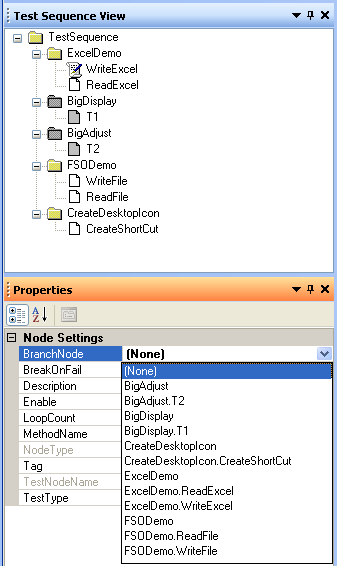 Test Sequence View
TestSequence
ExcelDemo
WriteExcel
ReadExcel
BigDisplay
T1
BigAdjust
T2
FSODemo
WriteFile
ReadFile
CreateDesktopIcon
CreateShortCut
Properties
Node Settings
BranchNode (None)
BreakOnFail (None)
Description BigAdjust
Enable BigAdjust.T2
LoopCount BigDisplay
MethodName BigDisplay.T1
NodeType CreateDesktopIcon
Tag CreateDesktopIcon.CreateShortCut
TestNodeName ExcelDemo
TestType ExcelDemo.ReadExcel
ExcelDemo.WriteExcel
FSODemo
FSODemo.ReadFile
FSODemo.WriteFile